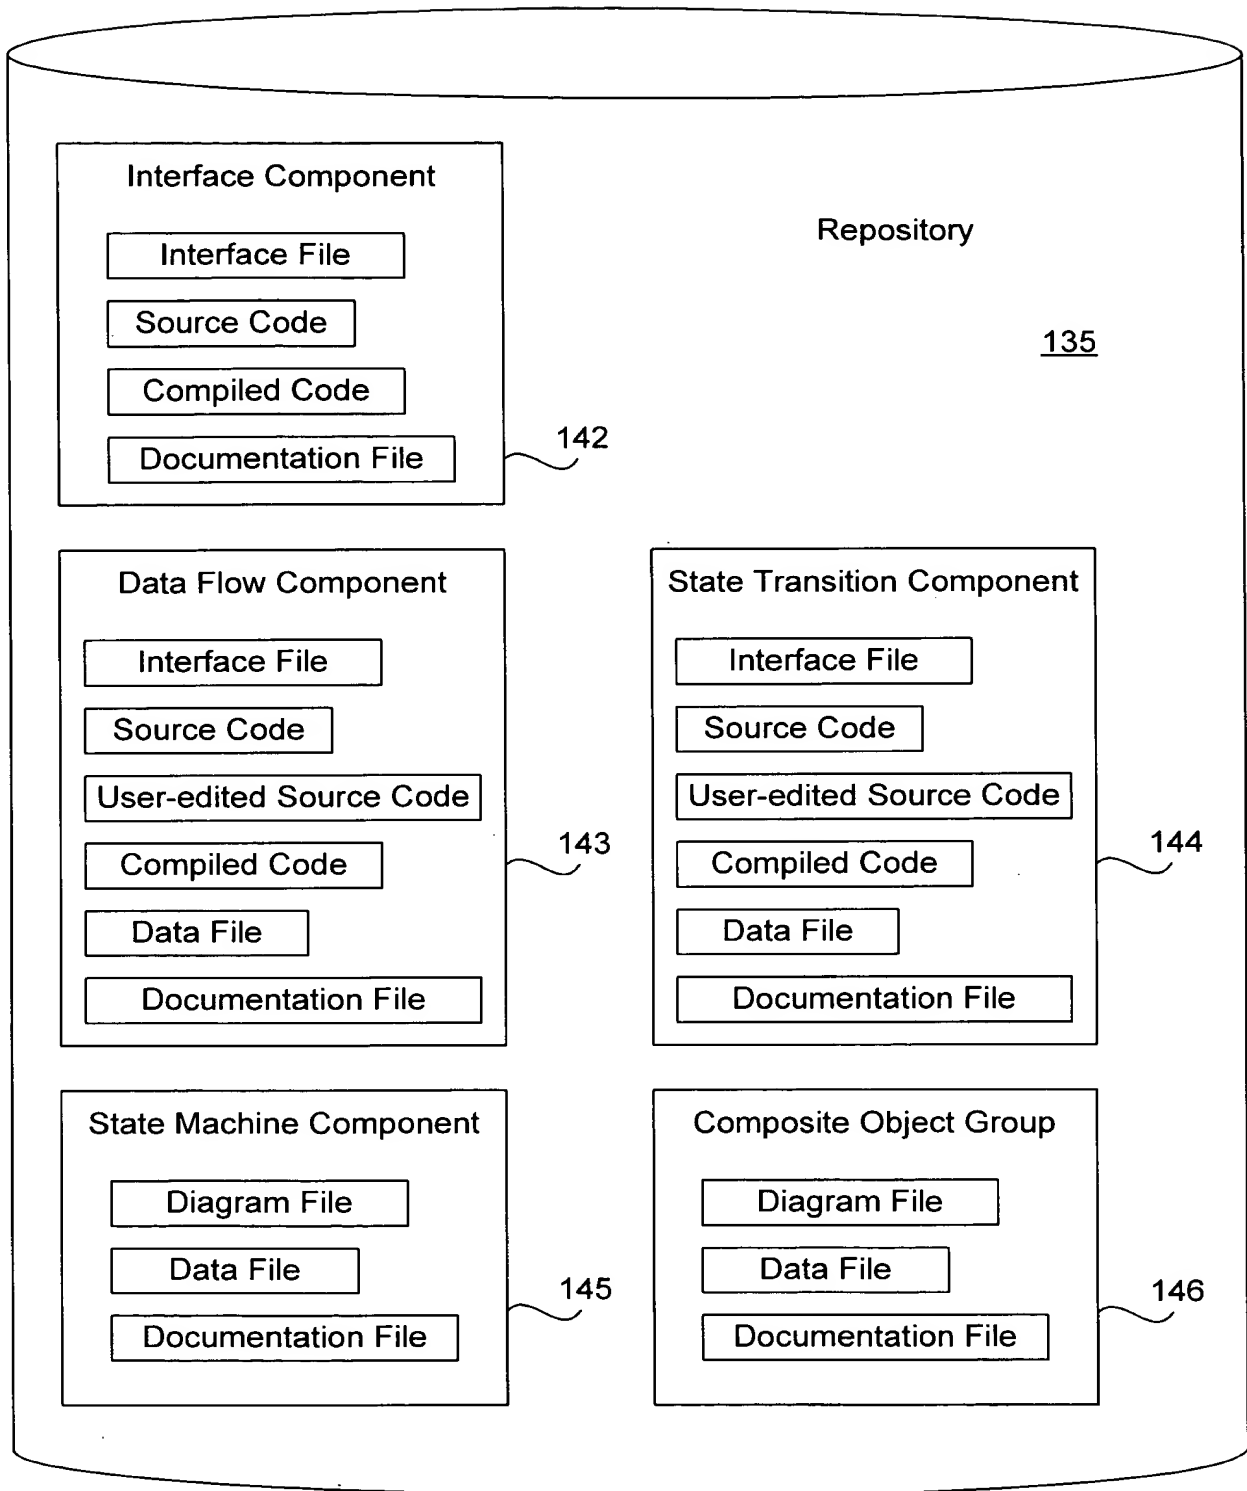 Interface Component
Interface File
Source Code
Compiled Code
Documentation File
142
Repository
135
Data Flow Component
Interface File
Source Code
User-edited Source Code
Compiled Code
Data File
Documentation File
143
State Transition Component
Interface File
Source Code
User-edited Source Code
Compiled Code
Data File
Documentation File
144
State Machine Component
Diagram File
Data File
Documentation File
145
Composite Object Group
Diagram File
Data File
Documentation File
146